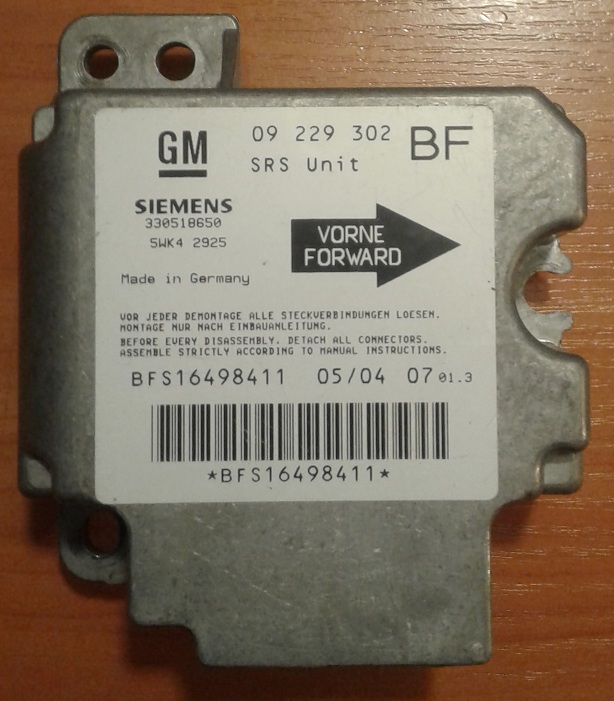 GM 09 229 302 BF
SRS Unit
SIEMENS
330518650
5WK4 2925
VORNE
FORWARD
Made in Germany
VOR JEDER DEMONTAGE ALLE STECKVERBINDUNGEN LOESEN.
MONTAGE NUR NACH EINBAUANLEITUNG.
BEFORE EVERY DISASSEMBLY. DETACH ALL CONNECTORS.
ASSEMBLE STRICTLY ACCORDING TO MANUAL INSTRUCTIONS.
BFS16498411 05/04 07 01.3
*BFS16498411*